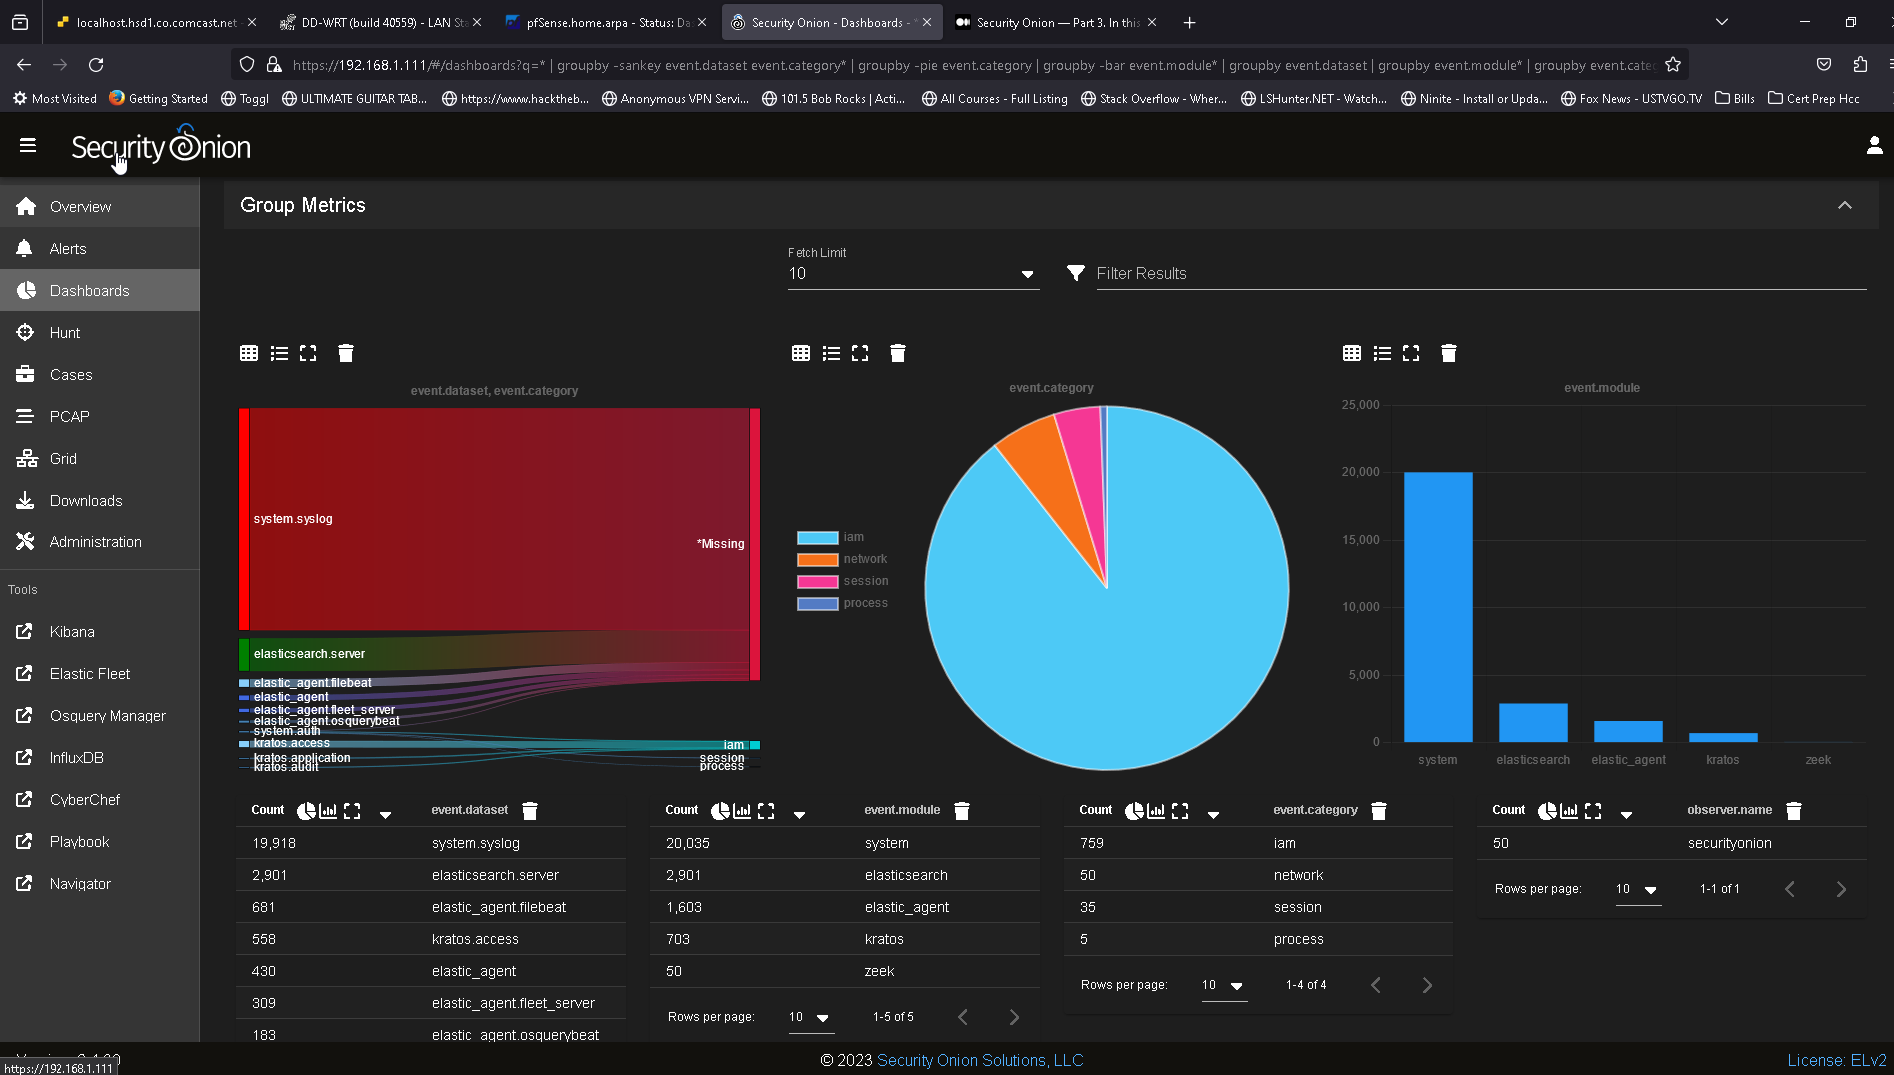 localhost.hsd1.co.comcast.net
DD-WRT (build 40559) - LAN Sta
pfSense.home.arpa - Status: Da
Security Onion - Dashboards -
Security Onion — Part 3. In this
https://192.168.1.111/#/dashboards?q=* | groupby -sankey event.dataset event.category* | groupby -pie event.category | groupby -bar event.module* | groupby event.dataset | groupby event.module* | groupby event.categ
Most Visited
Getting Started
Toggl
ULTIMATE GUITAR TAB...
https://www.hacktheb...
Anonymous VPN Servi...
101.5 Bob Rocks | Acti...
All Courses - Full Listing
Stack Overflow - Wher...
LSHunter.NET - Watch...
Ninite - Install or Upda...
Fox News - USTVGO.TV
Bills
Cert Prep Hcc
Security Onion
Overview
Alerts
Dashboards
Hunt
Cases
PCAP
Grid
Downloads
Administration
Tools
Kibana
Elastic Fleet
Osquery Manager
InfluxDB
CyberChef
Playbook
Navigator
https://192.168.1.111
Group Metrics
Fetch Limit
10
Filter Results
event.dataset, event.category
system.syslog
*Missing
elasticsearch.server
elastic_agent.filebeat
elastic_agent
elastic_agent.fleet_server
elastic_agent.osquerybeat
system.auth
kratos.access
kratos.application
kratos.audit
iam
session
process
event.category
iam
network
session
process
event.module
25,000
20,000
15,000
10,000
5,000
0
system
elasticsearch
elastic_agent
kratos
zeek
Count event.dataset
19,918 system.syslog
2,901 elasticsearch.server
681 elastic_agent.filebeat
558 kratos.access
430 elastic_agent
309 elastic_agent.fleet_server
183 elastic_agent.osquerybeat
Count event.module
20,035 system
2,901 elasticsearch
1,603 elastic_agent
703 kratos
50 zeek
Rows per page: 10 1-5 of 5
Count event.category
759 iam
50 network
35 session
5 process
Rows per page: 10 1-4 of 4
Count observer.name
50 securityonion
Rows per page: 10 1-1 of 1
© 2023 Security Onion Solutions, LLC
License: ELv2